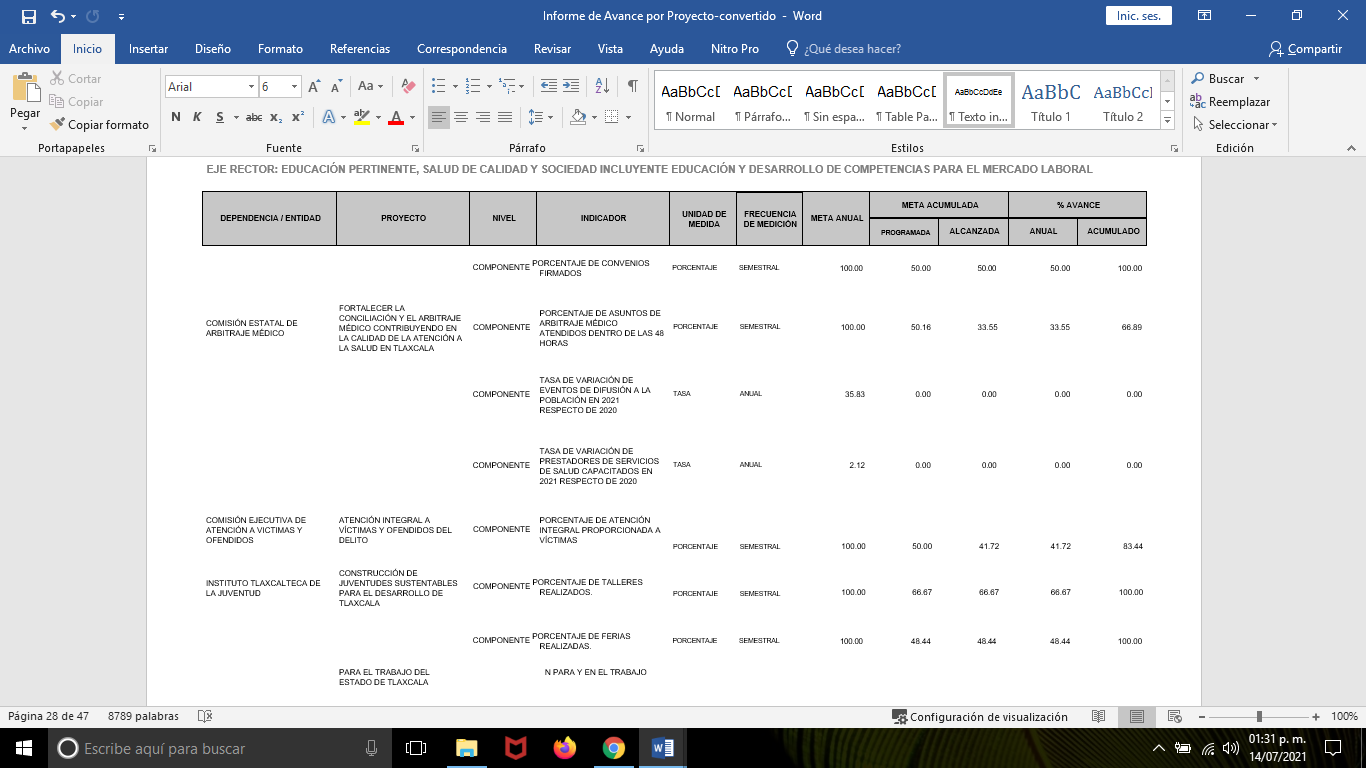 Informe de Avance por Proyecto-convertido - Word
Inic. ses.
Archivo Inicio Insertar Diseño Formato Referencias Correspondencia Revisar Vista Ayuda Nitro Pro ¿Qué desea hacer? Compartir
Pegar
Cortar
Copiar
Copiar formato
Portapapeles
Arial 6 A A Aa
N K S abc x₂ x² A A
Fuente
Párrafo
AaBbCcD AaBbCcD AaBbCcD AaBbCcD AaBbCcDdEe AaBbC AaBbCcI
¶ Normal ¶ Párrafo... ¶ Sin espa... ¶ Table Pa... ¶ Texto in... Título 1 Título 2
Estilos
Buscar
Reemplazar
Seleccionar
Edición
EJE RECTOR: EDUCACIÓN PERTINENTE, SALUD DE CALIDAD Y SOCIEDAD INCLUYENTE EDUCACIÓN Y DESARROLLO DE COMPETENCIAS PARA EL MERCADO LABORAL
DEPENDENCIA / ENTIDAD
PROYECTO
NIVEL
INDICADOR
UNIDAD DE
MEDIDA
FRECUENCIA
DE MEDICIÓN
META ANUAL
META ACUMULADA
PROGRAMADA
ALCANZADA
% AVANCE
ANUAL
ACUMULADO
COMPONENTE
PORCENTAJE DE CONVENIOS
FIRMADOS
PORCENTAJE SEMESTRAL 100.00 50.00 50.00 50.00 100.00
COMISIÓN ESTATAL DE
ARBITRAJE MÉDICO
FORTALECER LA
CONCILIACIÓN Y EL ARBITRAJE
MÉDICO CONTRIBUYENDO EN
LA CALIDAD DE LA ATENCIÓN A
LA SALUD EN TLAXCALA
COMPONENTE
PORCENTAJE DE ASUNTOS DE
ARBITRAJE MÉDICO
ATENDIDOS DENTRO DE LAS 48
HORAS
PORCENTAJE SEMESTRAL 100.00 50.16 33.55 33.55 66.89
COMPONENTE
TASA DE VARIACIÓN DE
EVENTOS DE DIFUSIÓN A LA
POBLACIÓN EN 2021
RESPECTO DE 2020
TASA ANUAL 35.83 0.00 0.00 0.00 0.00
COMPONENTE
TASA DE VARIACIÓN DE
PRESTADORES DE SERVICIOS
DE SALUD CAPACITADOS EN
2021 RESPECTO DE 2020
TASA ANUAL 2.12 0.00 0.00 0.00 0.00
COMISIÓN EJECUTIVA DE
ATENCIÓN A VICTIMAS Y
OFENDIDOS
ATENCIÓN INTEGRAL A
VÍCTIMAS Y OFENDIDOS DEL
DELITO
COMPONENTE
PORCENTAJE DE ATENCIÓN
INTEGRAL PROPORCIONADA A
VÍCTIMAS
PORCENTAJE SEMESTRAL 100.00 50.00 41.72 41.72 83.44
INSTITUTO TLAXCALTECA DE
LA JUVENTUD
CONSTRUCCIÓN DE
JUVENTUDES SUSTENTABLES
PARA EL DESARROLLO DE
TLAXCALA
COMPONENTE
PORCENTAJE DE TALLERES
REALIZADOS.
PORCENTAJE SEMESTRAL 100.00 66.67 66.67 66.67 100.00
COMPONENTE
PORCENTAJE DE FERIAS
REALIZADAS.
PORCENTAJE SEMESTRAL 100.00 48.44 48.44 48.44 100.00
PARA EL TRABAJO DEL
ESTADO DE TLAXCALA
N PARA Y EN EL TRABAJO
Página 28 de 47 8789 palabras Configuración de visualización 100%
Escribe aquí para buscar
01:31 p. m.
14/07/2021